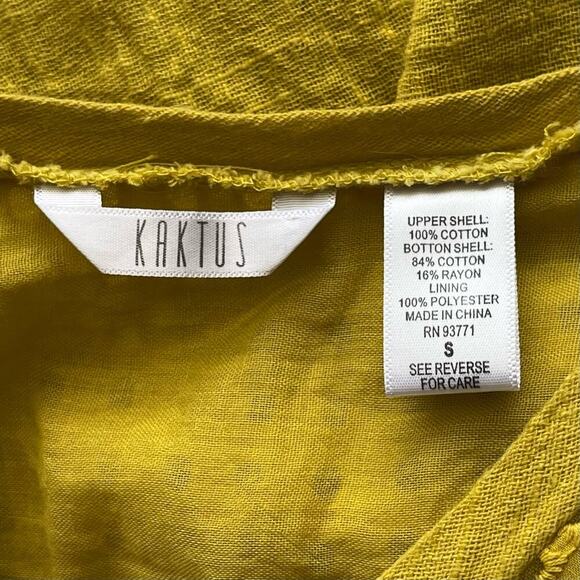 KAKTUS
UPPER SHELL:
100% COTTON
BOTTON SHELL:
84% COTTON
16% RAYON
LINING
100% POLYESTER
MADE IN CHINA
RN 93771
S
SEE REVERSE
FOR CARE